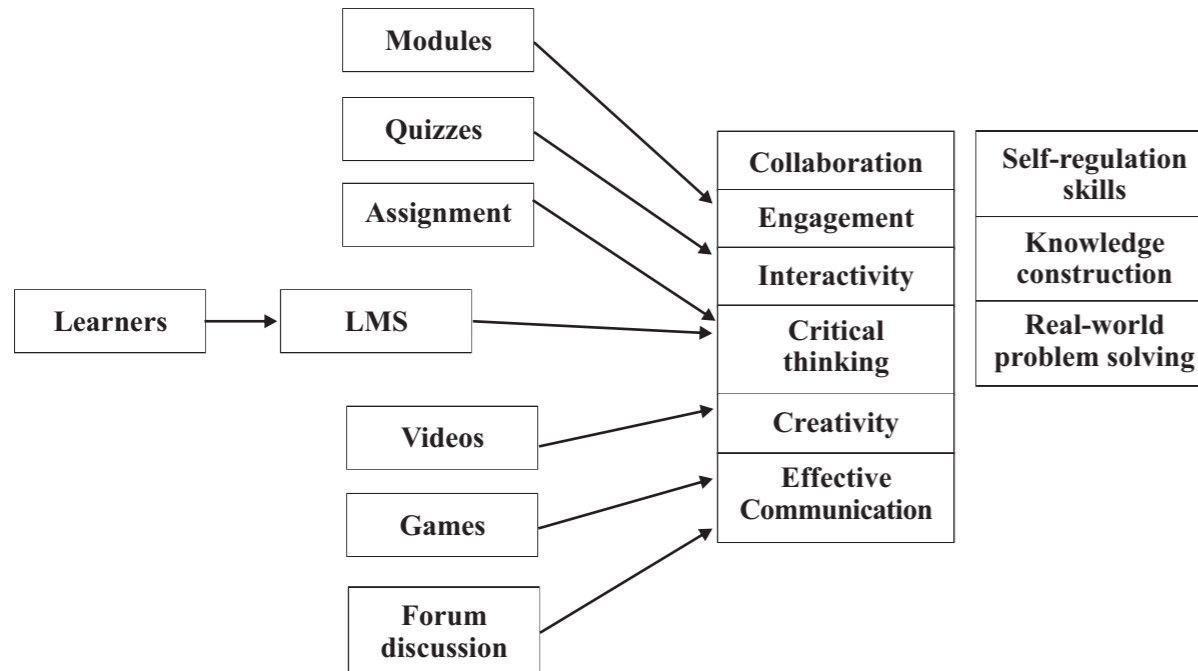 Modules
Quizzes
Assignment
Learners
LMS
Videos
Games
Forum
discussion
Collaboration
Engagement
Interactivity
Critical
thinking
Creativity
Effective
Communication
Self-regulation
skills
Knowledge
construction
Real-world
problem solving